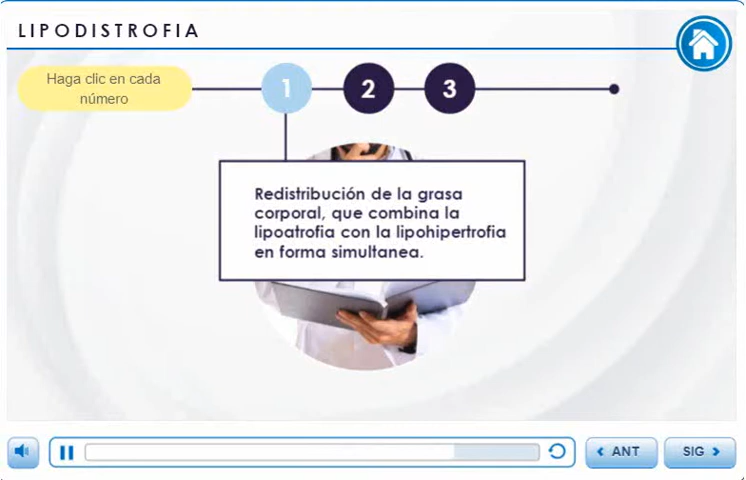 LIPODISTROFIA
Haga clic en cada
número
1
2
3
Redistribución de la grasa
corporal, que combina la
lipoatrofia con la lipohipertrofia
en forma simultanea.
ANT
SIG